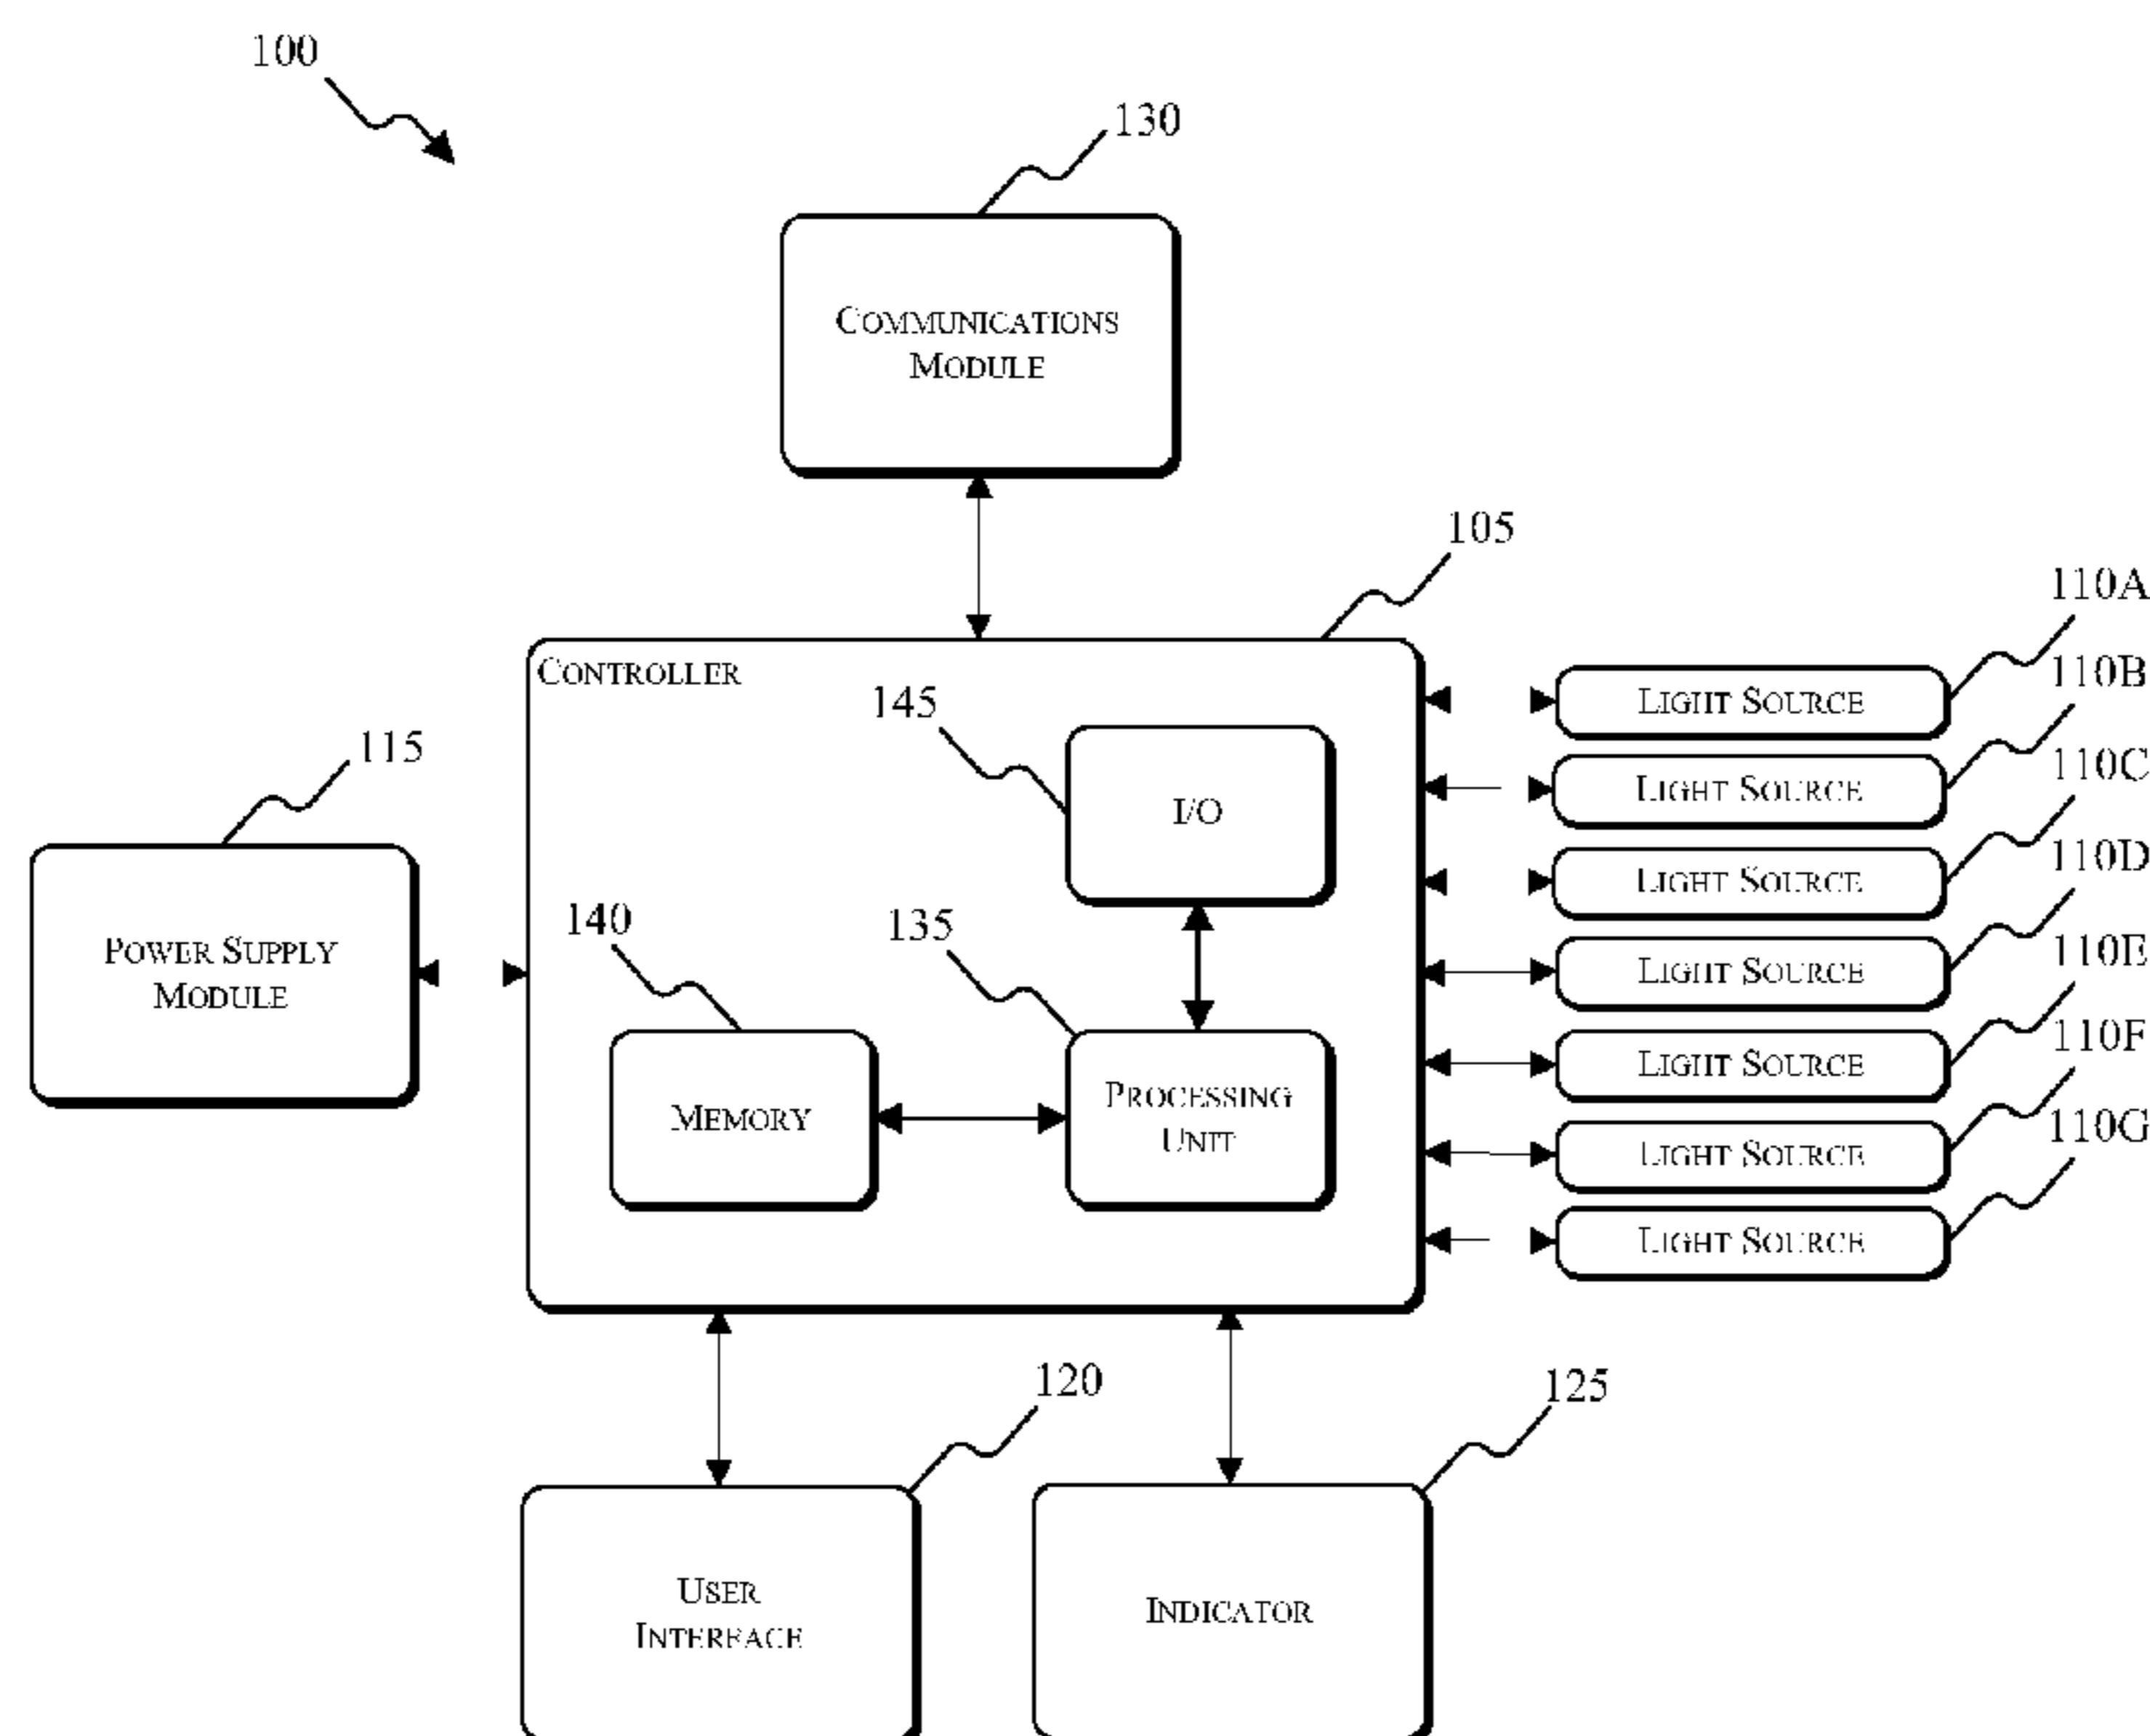 100
130
COMMUNICATIONS
MODULE
105
110A
CONTROLLER
110B
145
LIGHT SOURCE
115
110C
I/O
LIGHT SOURCE
110D
140
135
LIGHT SOURCE
POWER SUPPLY
MODULE
110E
LIGHT SOURCE
110F
LIGHT SOURCE
MEMORY
PROCESSING
UNIT
110G
LIGHT SOURCE
LIGHT SOURCE
120
125
USER
INTERFACE
INDICATOR